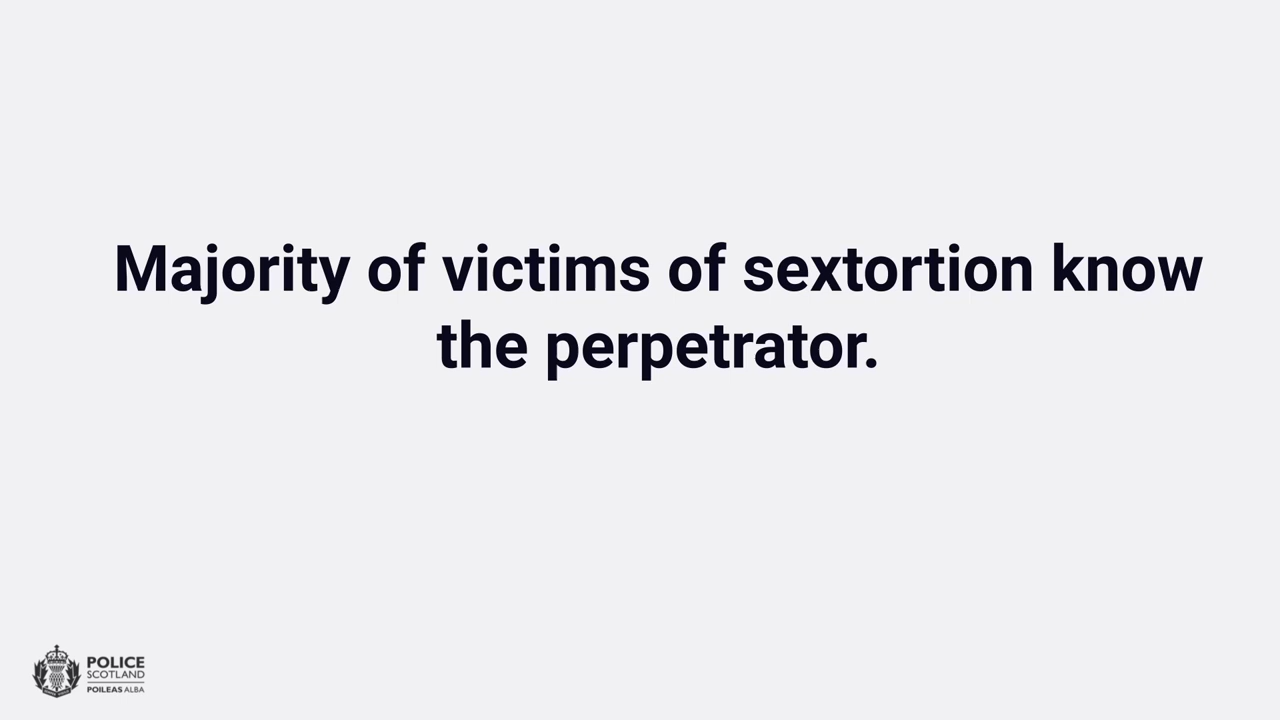 Majority of victims of sextortion know
the perpetrator.
POLICE
SCOTLAND
POILEAS ALBA